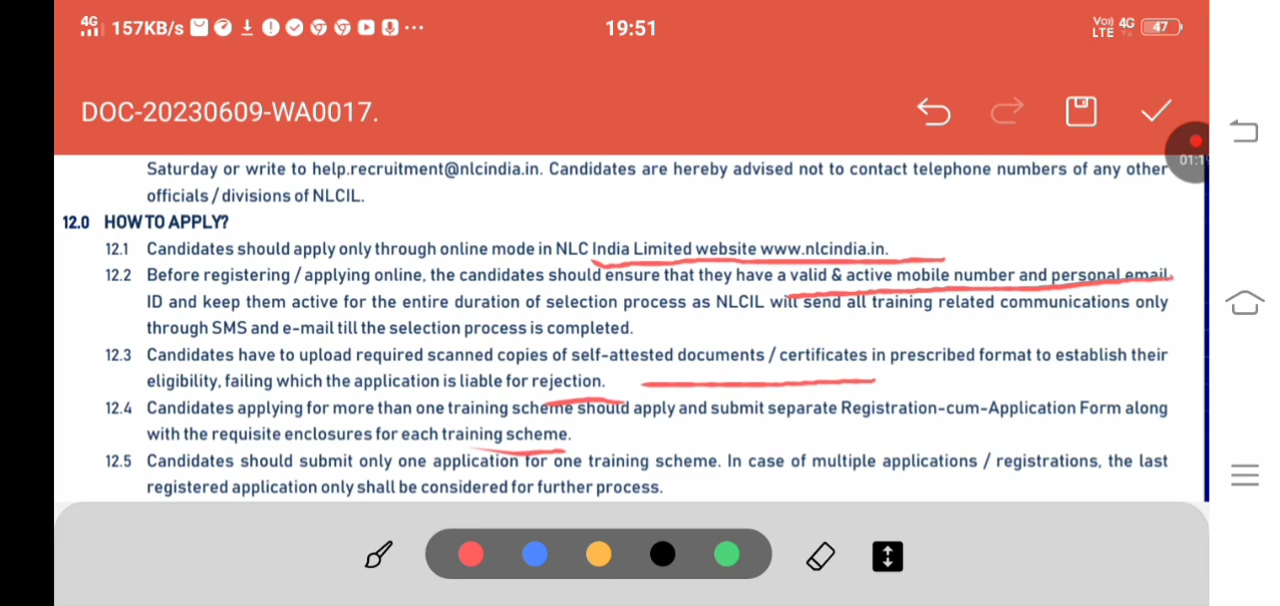 4G 157KB/s 19:51 Vo) LTE 4G 47
DOC-20230609-WA0017.
Saturday or write to help.recruitment@nlcindia.in. Candidates are hereby advised not to contact telephone numbers of any other
officials / divisions of NLCIL.
12.0 HOW TO APPLY?
12.1 Candidates should apply only through online mode in NLC India Limited website www.nlcindia.in.
12.2 Before registering / applying online, the candidates should ensure that they have a valid & active mobile number and personal email
ID and keep them active for the entire duration of selection process as NLCIL will send all training related communications only
through SMS and e-mail till the selection process is completed.
12.3 Candidates have to upload required scanned copies of self-attested documents / certificates in prescribed format to establish their
eligibility, failing which the application is liable for rejection.
12.4 Candidates applying for more than one training scheme should apply and submit separate Registration-cum-Application Form along
with the requisite enclosures for each training scheme.
12.5 Candidates should submit only one application for one training scheme. In case of multiple applications / registrations, the last
registered application only shall be considered for further process.